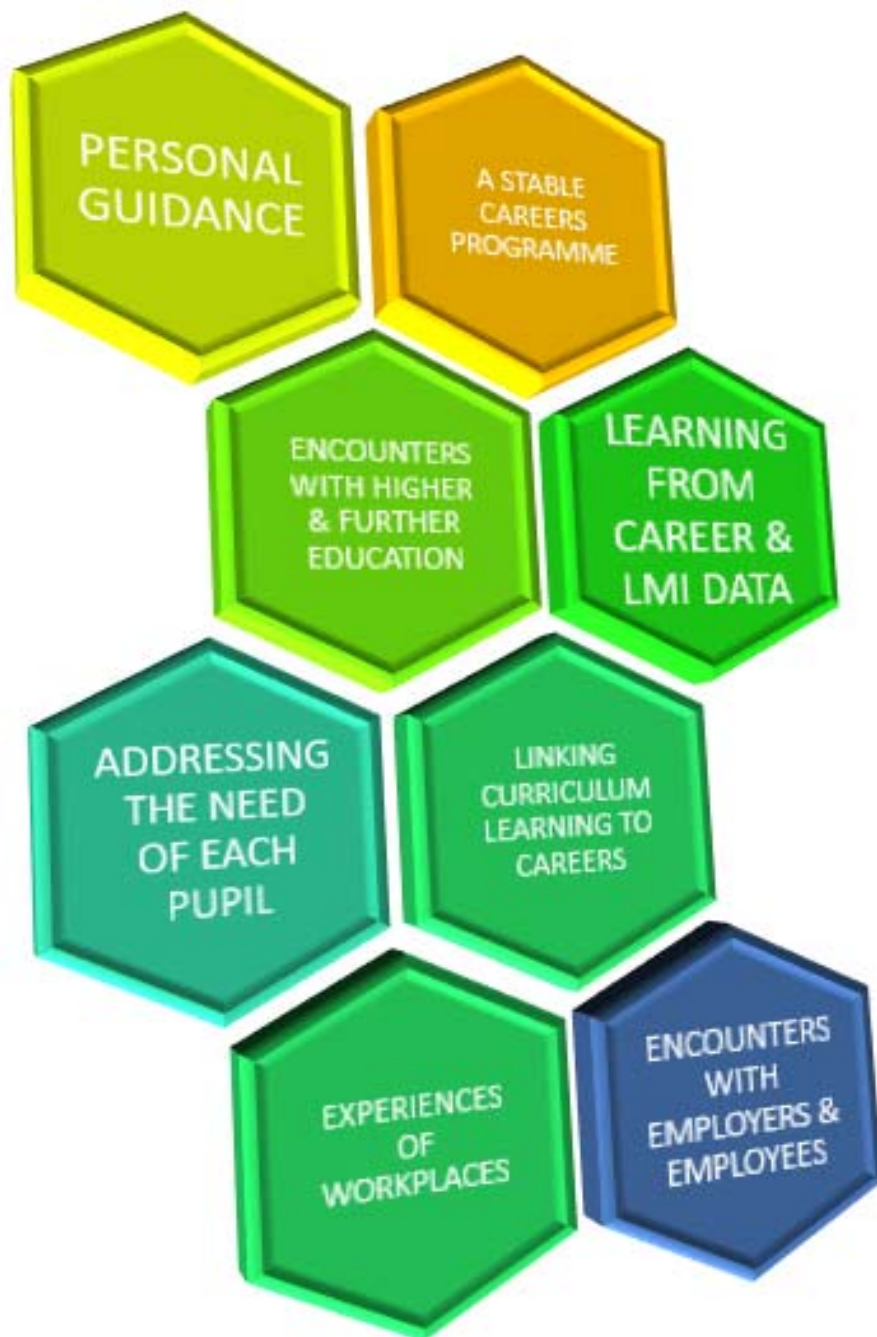 PERSONAL
GUIDANCE
A STABLE
CAREERS
PROGRAMME
ENCOUNTERS
WITH HIGHER
& FURTHER
EDUCATION
LEARNING
FROM
CAREER &
LMI DATA
ADDRESSING
THE NEED
OF EACH
PUPIL
LINKING
CURRICULUM
LEARNING TO
CAREERS
EXPERIENCES
OF
WORKPLACES
ENCOUNTERS
WITH
EMPLOYERS &
EMPLOYEES